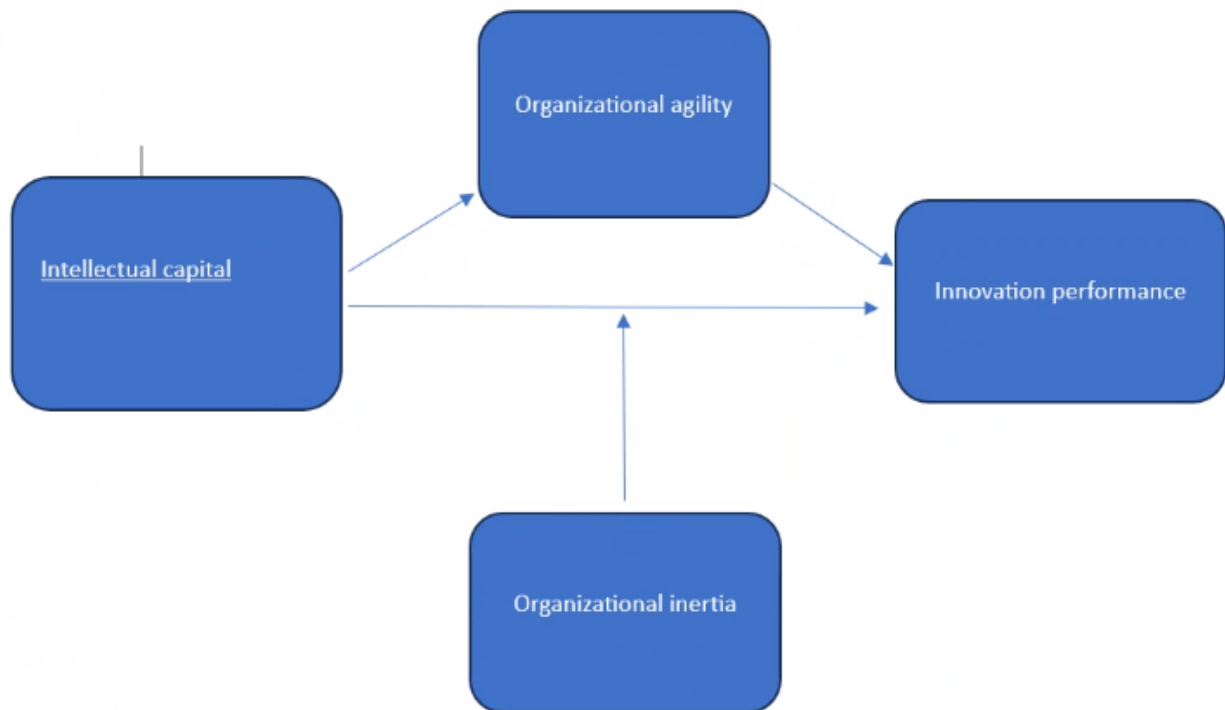 Organizational agility
Intellectual capital
Innovation performance
Organizational inertia